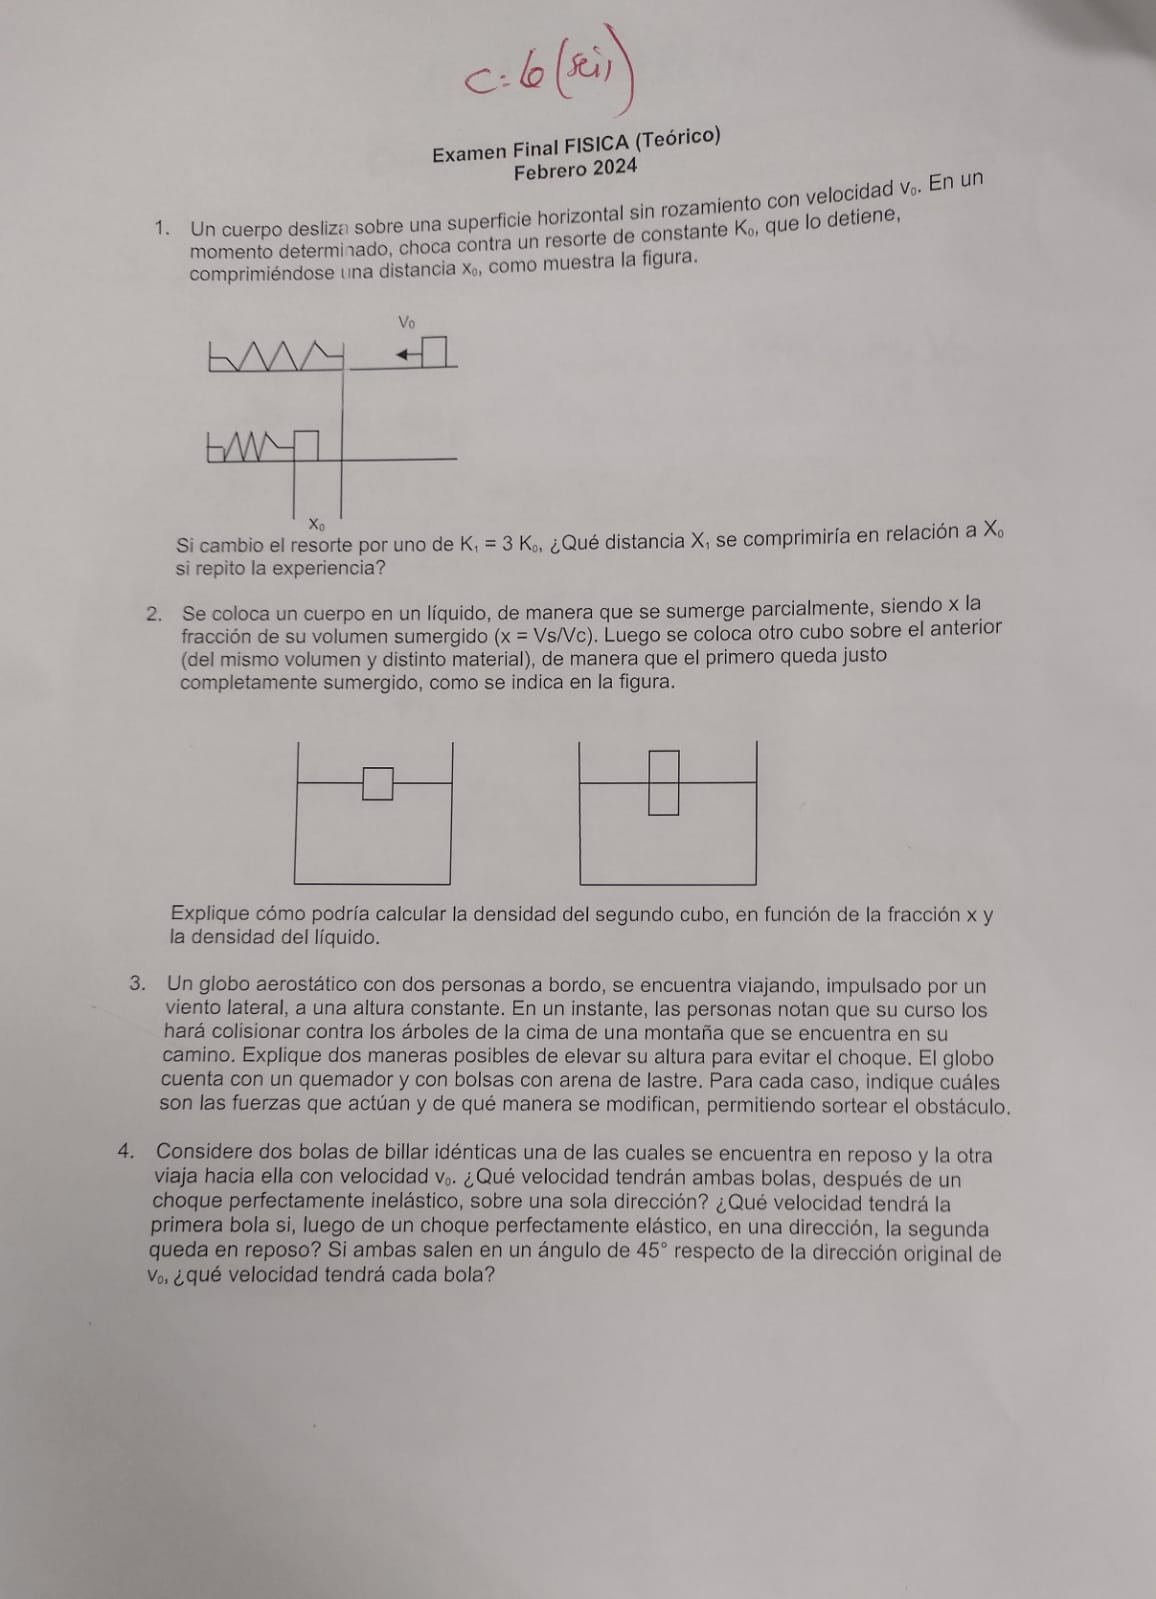 C: 6 (seis)
Examen Final FISICA (Teórico)
Febrero 2024
1. Un cuerpo desliza sobre una superficie horizontal sin rozamiento con velocidad v₀. En un
momento determinado, choca contra un resorte de constante K₀, que lo detiene,
comprimiéndose una distancia x₀, como muestra la figura.
V₀
X₀
Si cambio el resorte por uno de K₁ = 3 K₀, ¿Qué distancia X₁ se comprimiría en relación a X₀
si repito la experiencia?
2. Se coloca un cuerpo en un líquido, de manera que se sumerge parcialmente, siendo x la
fracción de su volumen sumergido (x = Vs/Vc). Luego se coloca otro cubo sobre el anterior
(del mismo volumen y distinto material), de manera que el primero queda justo
completamente sumergido, como se indica en la figura.
Explique cómo podría calcular la densidad del segundo cubo, en función de la fracción x y
la densidad del líquido.
3. Un globo aerostático con dos personas a bordo, se encuentra viajando, impulsado por un
viento lateral, a una altura constante. En un instante, las personas notan que su curso los
hará colisionar contra los árboles de la cima de una montaña que se encuentra en su
camino. Explique dos maneras posibles de elevar su altura para evitar el choque. El globo
cuenta con un quemador y con bolsas con arena de lastre. Para cada caso, indique cuáles
son las fuerzas que actúan y de qué manera se modifican, permitiendo sortear el obstáculo.
4. Considere dos bolas de billar idénticas una de las cuales se encuentra en reposo y la otra
viaja hacia ella con velocidad v₀. ¿Qué velocidad tendrán ambas bolas, después de un
choque perfectamente inelástico, sobre una sola dirección? ¿Qué velocidad tendrá la
primera bola si, luego de un choque perfectamente elástico, en una dirección, la segunda
queda en reposo? Si ambas salen en un ángulo de 45° respecto de la dirección original de
v₀, ¿qué velocidad tendrá cada bola?